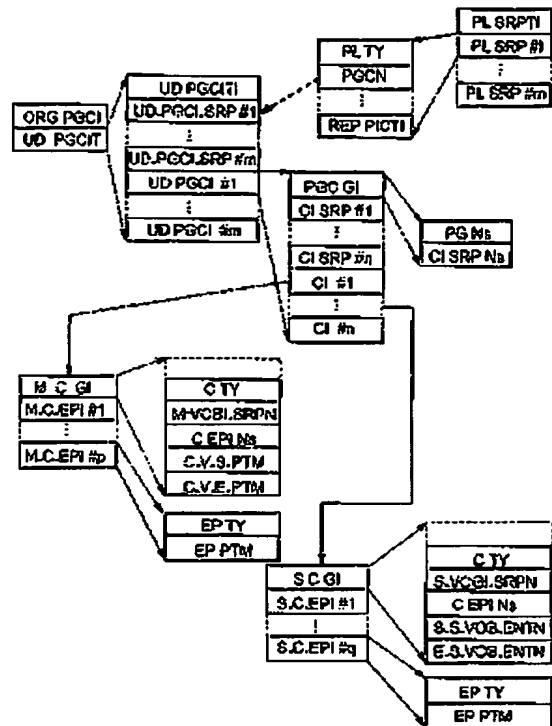 PL SRPTI
PL SRP #1
PL SRP #m
PL TY
PGCN
REP PICTI
UD PGCITI
UD.PGCI.SRP #1
UD.PGCI.SRP #m
UD PGCI #1
UD PGCI #m
ORG PGCI
UD PGCIT
PGC GI
CI SRP #1
CI SRP #n
CI #1
CI #n
PG Ns
CI SRP Ns
M C GI
M.C.EPI #1
M.C.EPI #p
C TY
M-VOBI.SRPN
C EPI Ns
C.V.S.PTM
C.V.E.PTM
EP TY
EP PTM
S C GI
S.C.EPI #1
S.C.EPI #q
C TY
S.VOGI.SRPN
C EPI Ns
S.S.VOB.ENTN
E.S.VOB.ENTN
EP TY
EP PTM